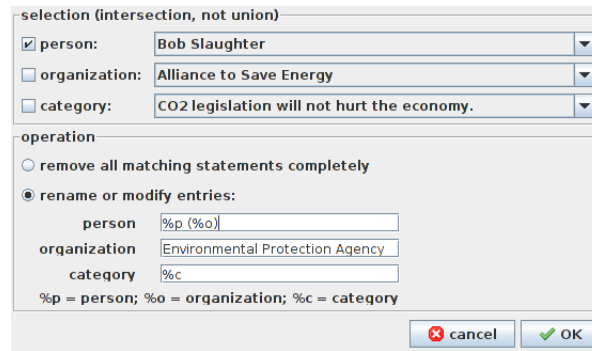 selection (intersection, not union)
person: Bob Slaughter
organization: Alliance to Save Energy
category: CO2 legislation will not hurt the economy.
operation
remove all matching statements completely
rename or modify entries:
person %p (%o)
organization Environmental Protection Agency
category %c
%p = person; %o = organization; %c = category
cancel OK